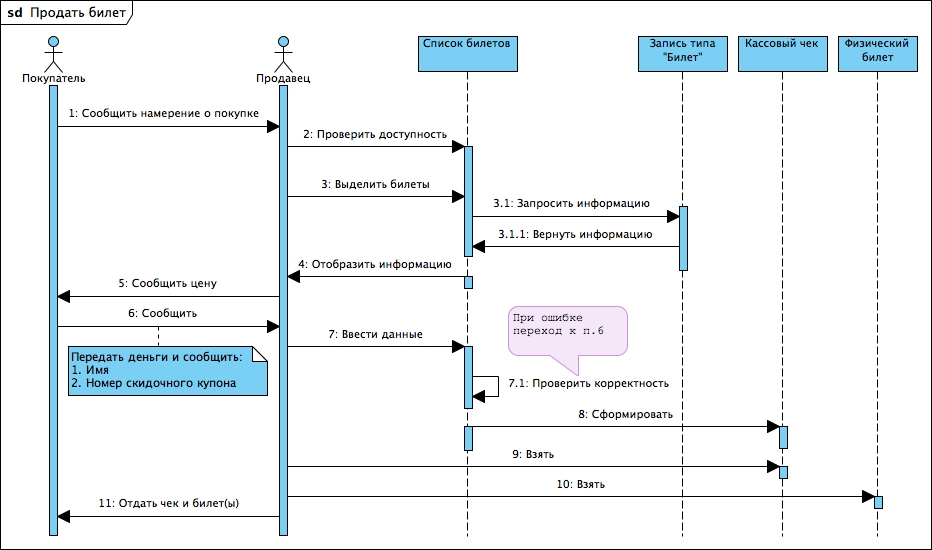 sd Продать билет
Покупатель
Продавец
Список билетов
Запись типа
"Билет"
Кассовый чек
Физический
билет
1: Сообщить намерение о покупке
2: Проверить доступность
3: Выделить билеты
3.1: Запросить информацию
3.1.1: Вернуть информацию
4: Отобразить информацию
5: Сообщить цену
6: Сообщить
Передать деньги и сообщить:
1. Имя
2. Номер скидочного купона
7: Ввести данные
При ошибке
переход к п.6
7.1: Проверить корректность
8: Сформировать
9: Взять
10: Взять
11: Отдать чек и билет(ы)